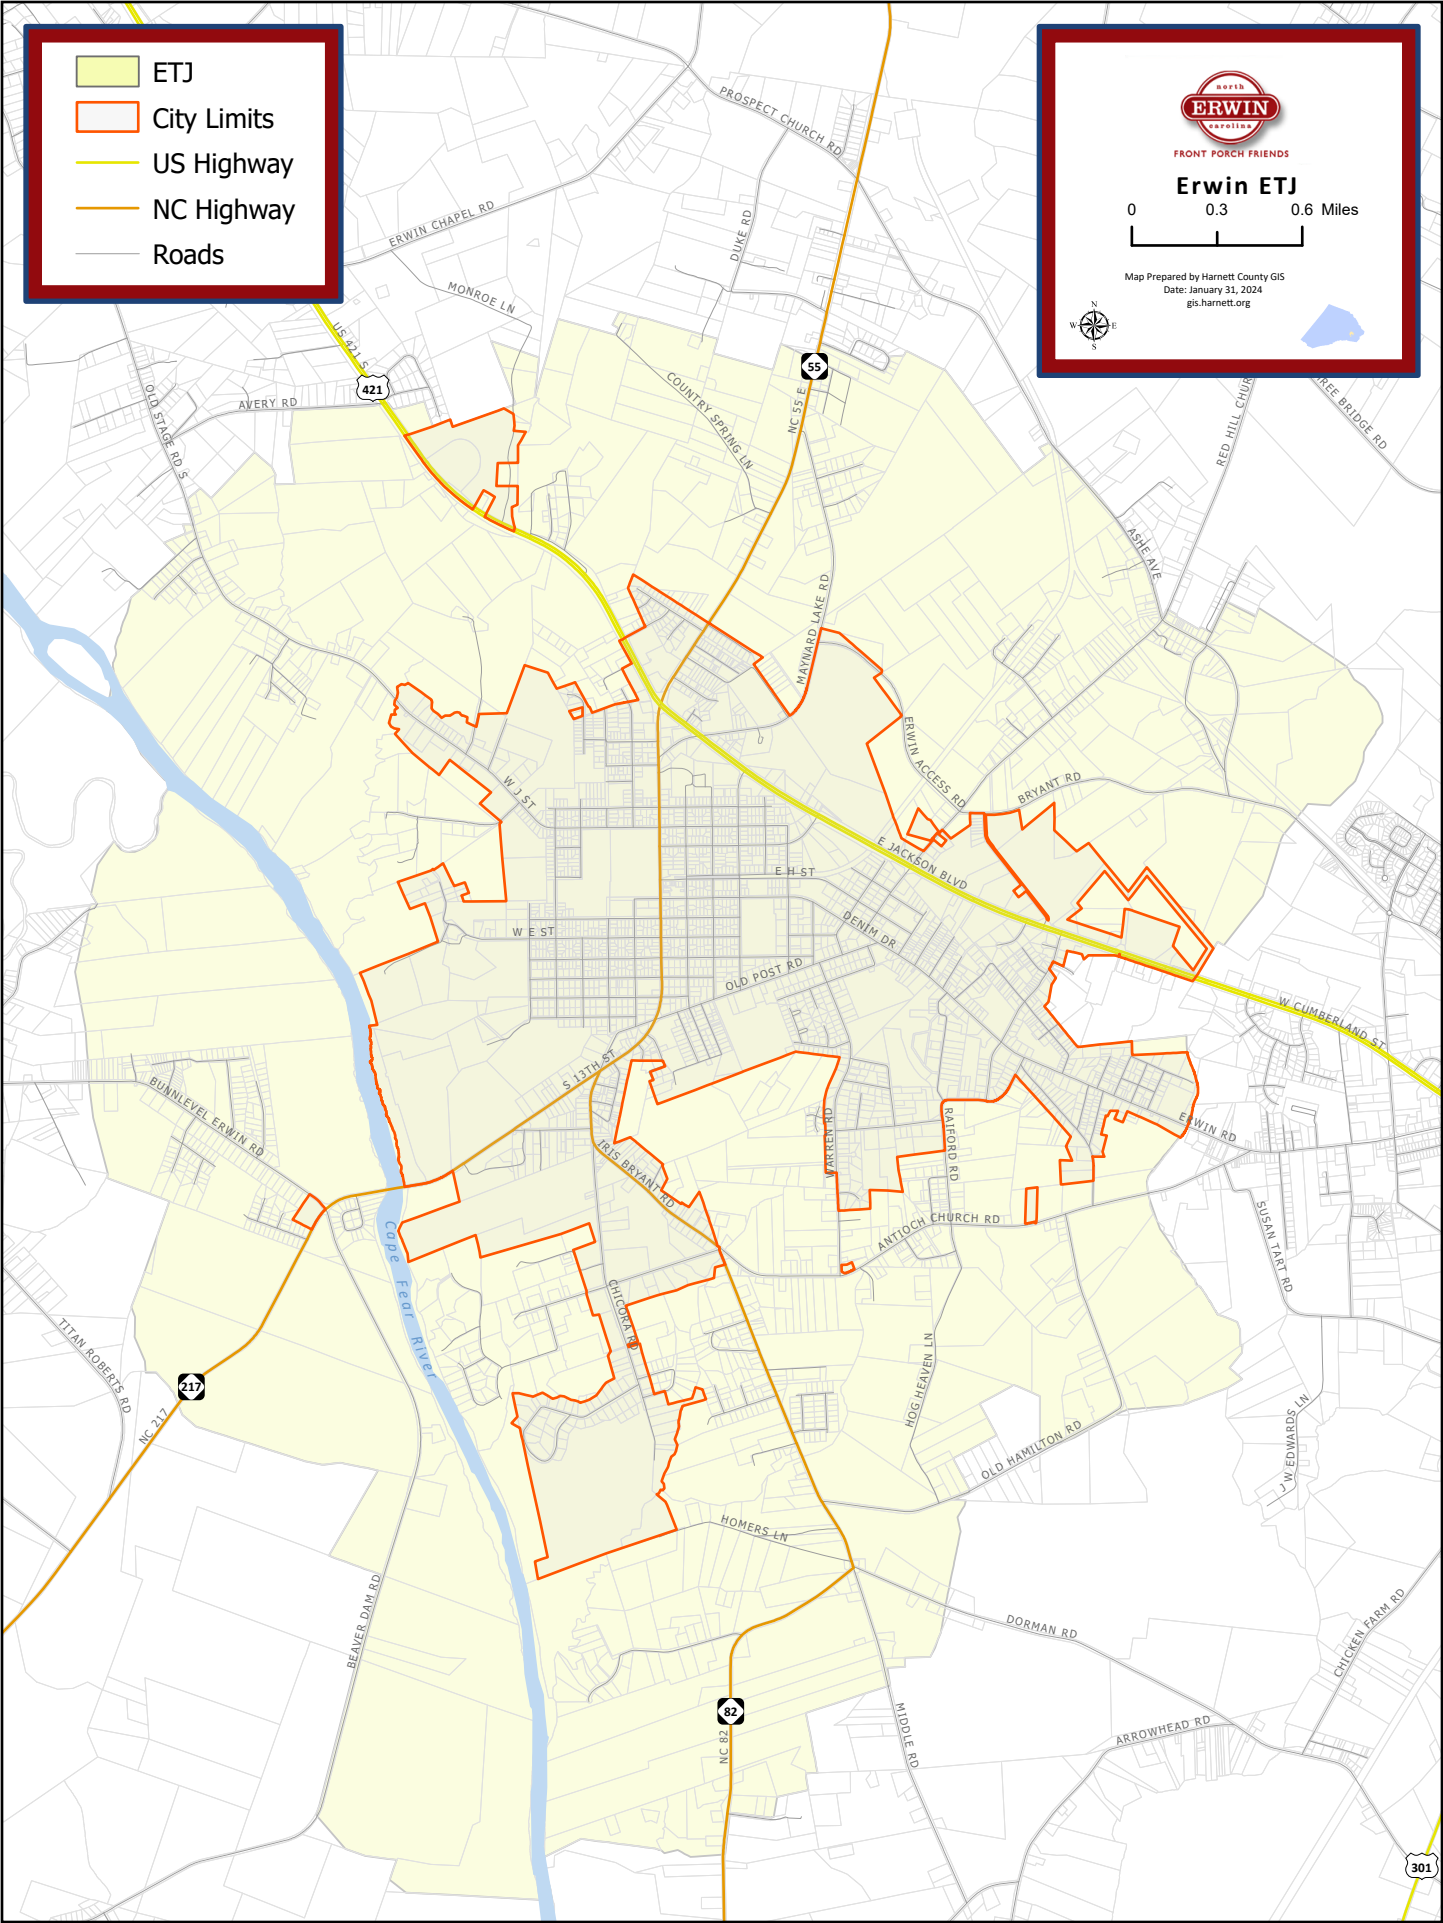 ETJ
City Limits
US Highway
NC Highway
Roads
north
ERWIN
carolina
FRONT PORCH FRIENDS
Erwin ETJ
0 0.3 0.6 Miles
Map Prepared by Harnett County GIS
Date: January 31, 2024
gis.harnett.org
N
W E
S
PROSPECT CHURCH RD
ERWIN CHAPEL RD
DUKE RD
MONROE LN
US 421 S
421
55
NC 55 E
AVERY RD
OLD STAGE RD S
COUNTRY SPRING LN
RED HILL CHUR
REE BRIDGE RD
ASHE AVE
MAYNARD LAKE RD
ERWIN ACCESS RD
BRYANT RD
W J ST
E JACKSON BLVD
E H ST
DENIM DR
W E ST
OLD POST RD
W CUMBERLAND ST
S 13TH ST
BUNNLEVEL ERWIN RD
IRIS BRYANT RD
WARREN RD
RAIFORD RD
ERWIN RD
ANTIOCH CHURCH RD
SUSAN TART RD
Cape Fear River
CHICORA RD
TITAN ROBERTS RD
217
NC 217
HOG HEAVEN LN
OLD HAMILTON RD
J W EDWARDS LN
HOMERS LN
BEAVER DAM RD
DORMAN RD
CHICKEN FARM RD
82
NC 82
MIDDLE RD
ARROWHEAD RD
301